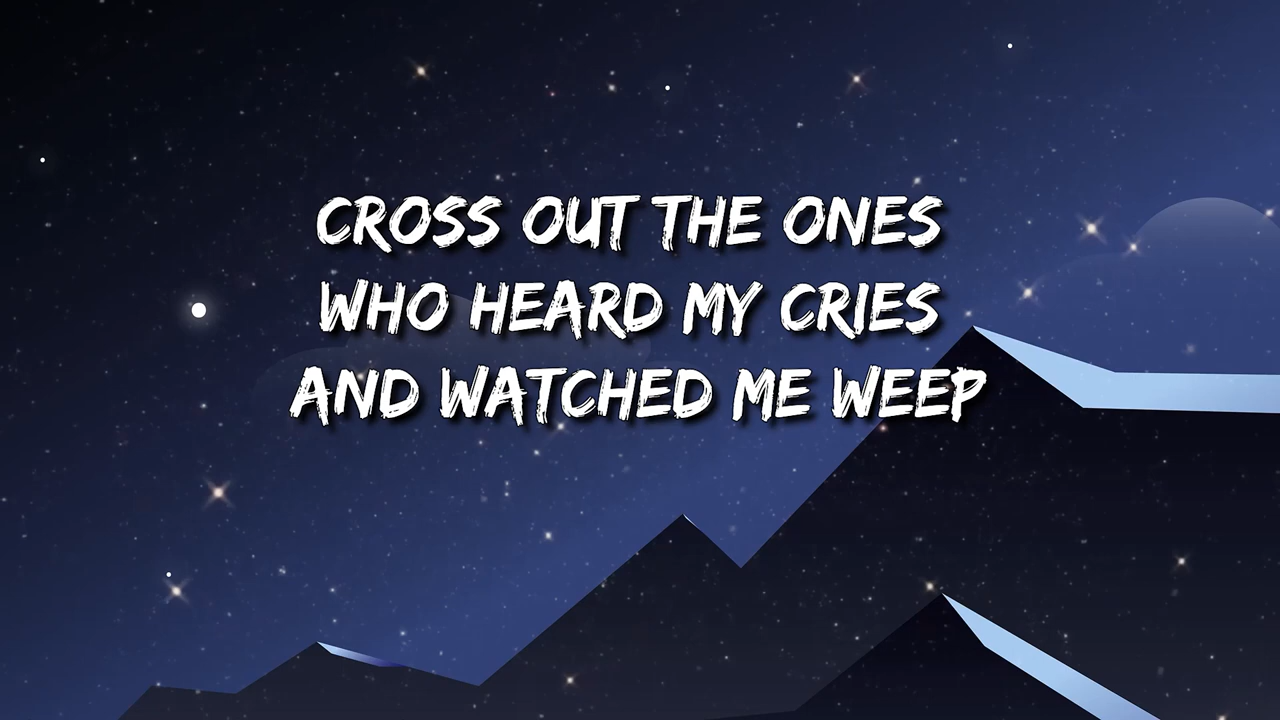 CROSS OUT THE ONES
WHO HEARD MY CRIES
AND WATCHED ME WEEP